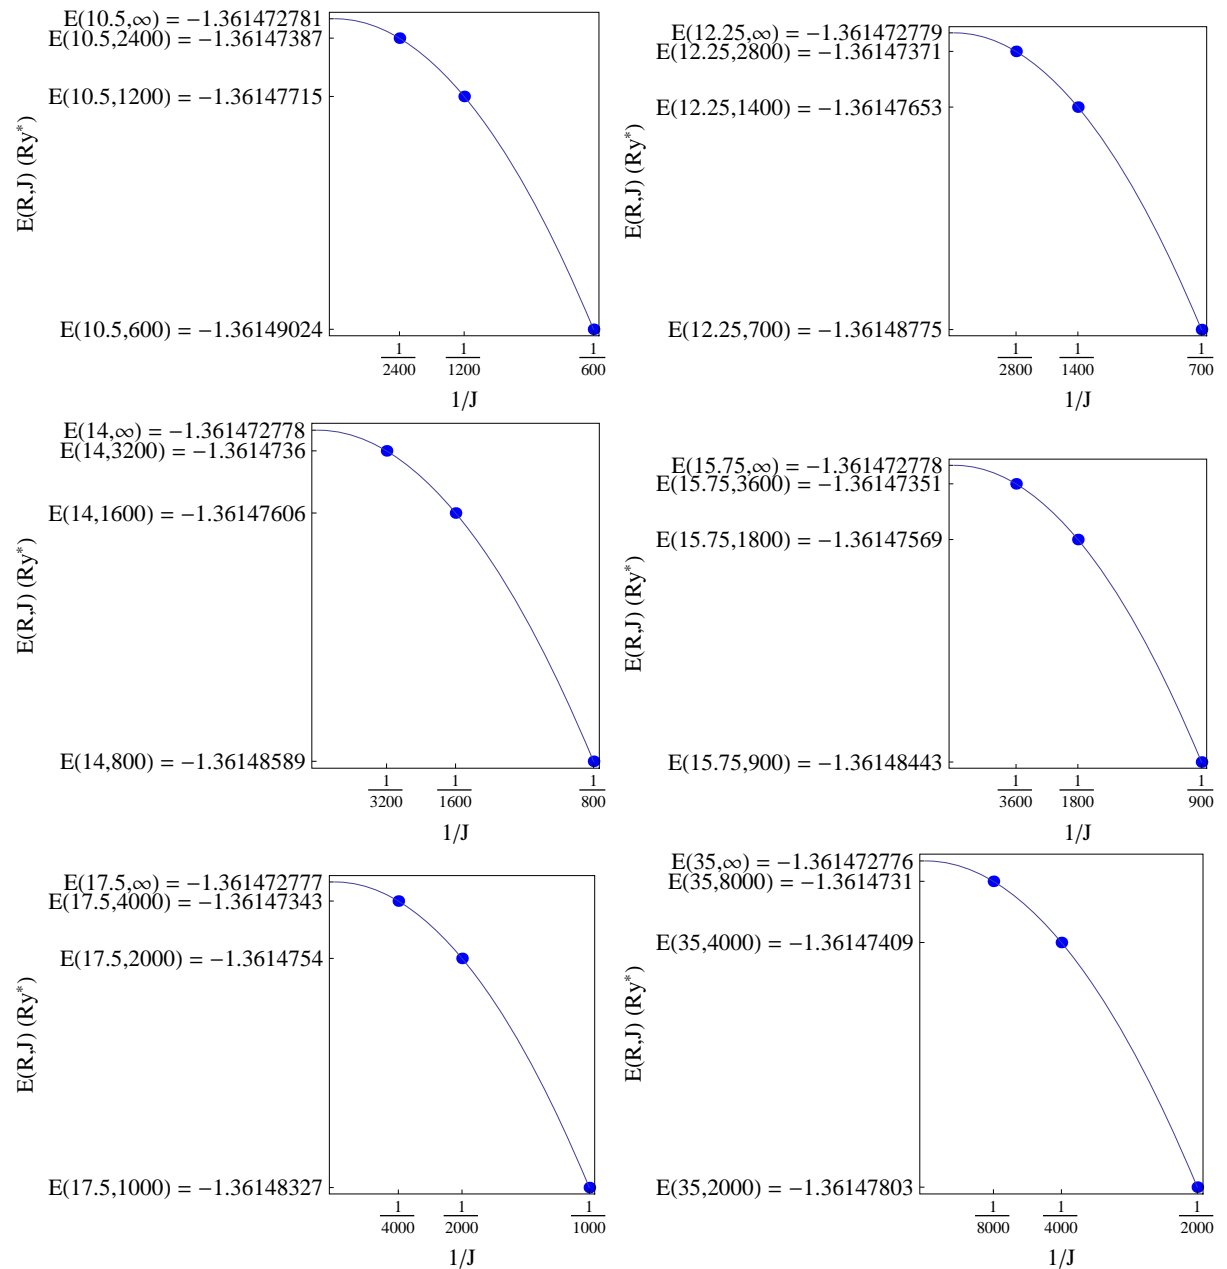 E(10.5,∞) = −1.361472781
E(10.5,2400) = −1.36147387
E(10.5,1200) = −1.36147715
E(10.5,600) = −1.36149024
E(R,J) (Ry*)
1/2400 1/1200 1/600
1/J
E(12.25,∞) = −1.361472779
E(12.25,2800) = −1.36147371
E(12.25,1400) = −1.36147653
E(12.25,700) = −1.36148775
E(R,J) (Ry*)
1/2800 1/1400 1/700
1/J
E(14,∞) = −1.361472778
E(14,3200) = −1.3614736
E(14,1600) = −1.36147606
E(14,800) = −1.36148589
E(R,J) (Ry*)
1/3200 1/1600 1/800
1/J
E(15.75,∞) = −1.361472778
E(15.75,3600) = −1.36147351
E(15.75,1800) = −1.36147569
E(15.75,900) = −1.36148443
E(R,J) (Ry*)
1/3600 1/1800 1/900
1/J
E(17.5,∞) = −1.361472777
E(17.5,4000) = −1.36147343
E(17.5,2000) = −1.3614754
E(17.5,1000) = −1.36148327
E(R,J) (Ry*)
1/4000 1/2000 1/1000
1/J
E(35,∞) = −1.361472776
E(35,8000) = −1.3614731
E(35,4000) = −1.36147409
E(35,2000) = −1.36147803
E(R,J) (Ry*)
1/8000 1/4000 1/2000
1/J